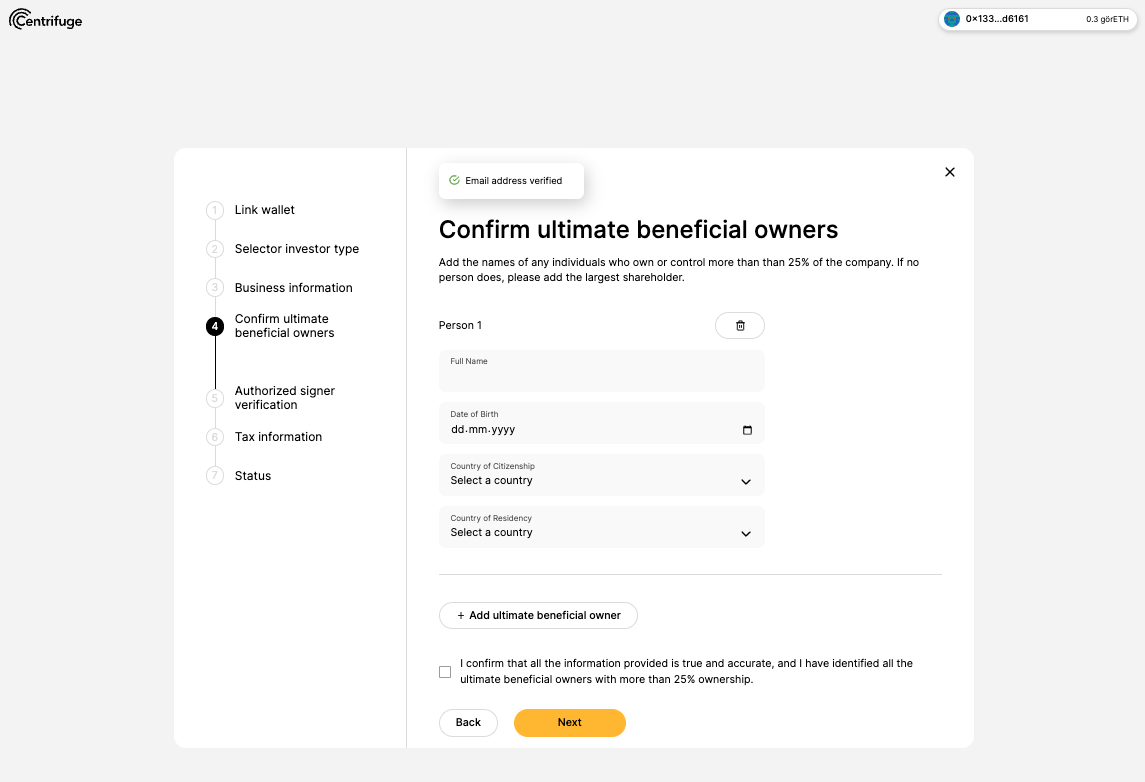 Centrifuge
0x133...d6161 0.3 görETH
Email address verified
1 Link wallet
2 Selector investor type
3 Business information
4 Confirm ultimate
beneficial owners
5 Authorized signer
verification
6 Tax information
7 Status
Confirm ultimate beneficial owners
Add the names of any individuals who own or control more than than 25% of the company. If no
person does, please add the largest shareholder.
Person 1
Full Name
Date of Birth
dd.mm.yyyy
Country of Citizenship
Select a country
Country of Residency
Select a country
+ Add ultimate beneficial owner
I confirm that all the information provided is true and accurate, and I have identified all the
ultimate beneficial owners with more than 25% ownership.
Back Next